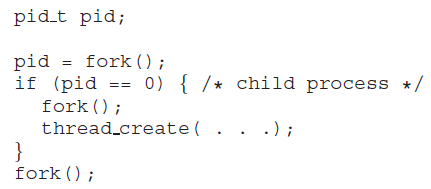 pid_t pid;
pid = fork();
if (pid == 0) { /* child process */
fork();
thread_create( . . .);
}
fork();